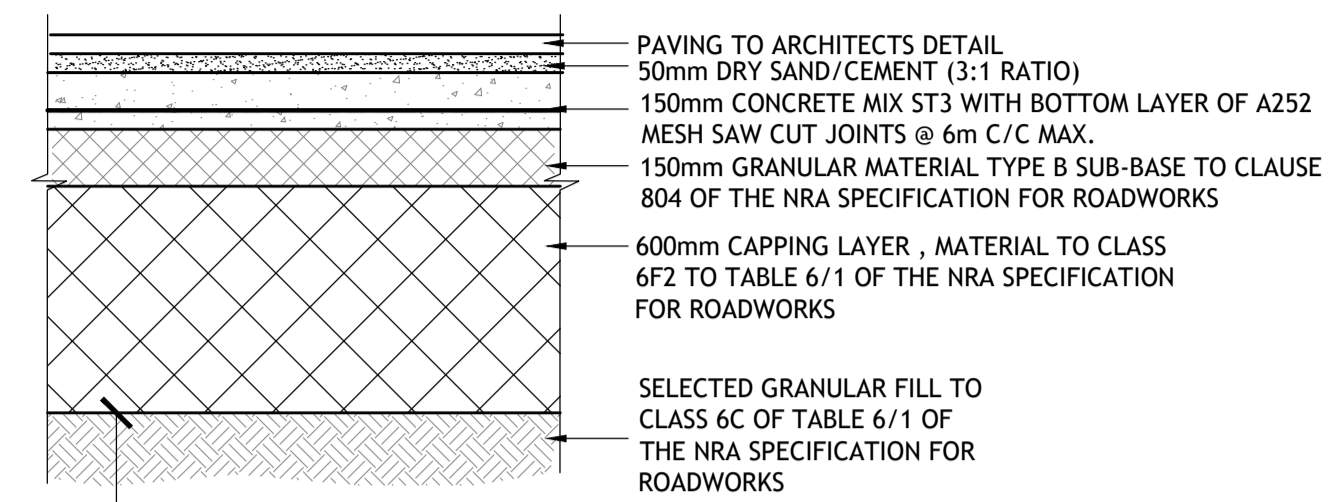 PAVING TO ARCHITECTS DETAIL
50mm DRY SAND/CEMENT (3:1 RATIO)
150mm CONCRETE MIX ST3 WITH BOTTOM LAYER OF A252
MESH SAW CUT JOINTS @ 6m C/C MAX.
150mm GRANULAR MATERIAL TYPE B SUB-BASE TO CLAUSE
804 OF THE NRA SPECIFICATION FOR ROADWORKS
600mm CAPPING LAYER , MATERIAL TO CLASS
6F2 TO TABLE 6/1 OF THE NRA SPECIFICATION
FOR ROADWORKS
SELECTED GRANULAR FILL TO
CLASS 6C OF TABLE 6/1 OF
THE NRA SPECIFICATION FOR
ROADWORKS